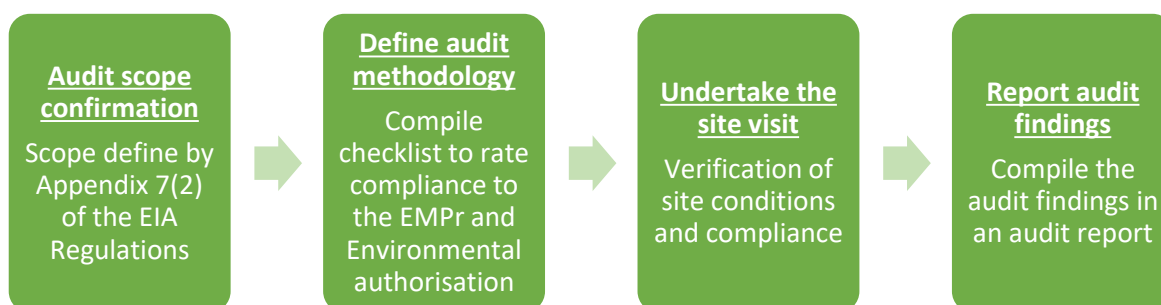 Audit scope
confirmation
Scope define by
Appendix 7(2)
of the EIA
Regulations
Define audit
methodology
Compile
checklist to rate
compliance to
the EMPr and
Environmental
authorisation
Undertake the
site visit
Verification of
site conditions
and compliance
Report audit
findings
Compile the
audit findings in
an audit report